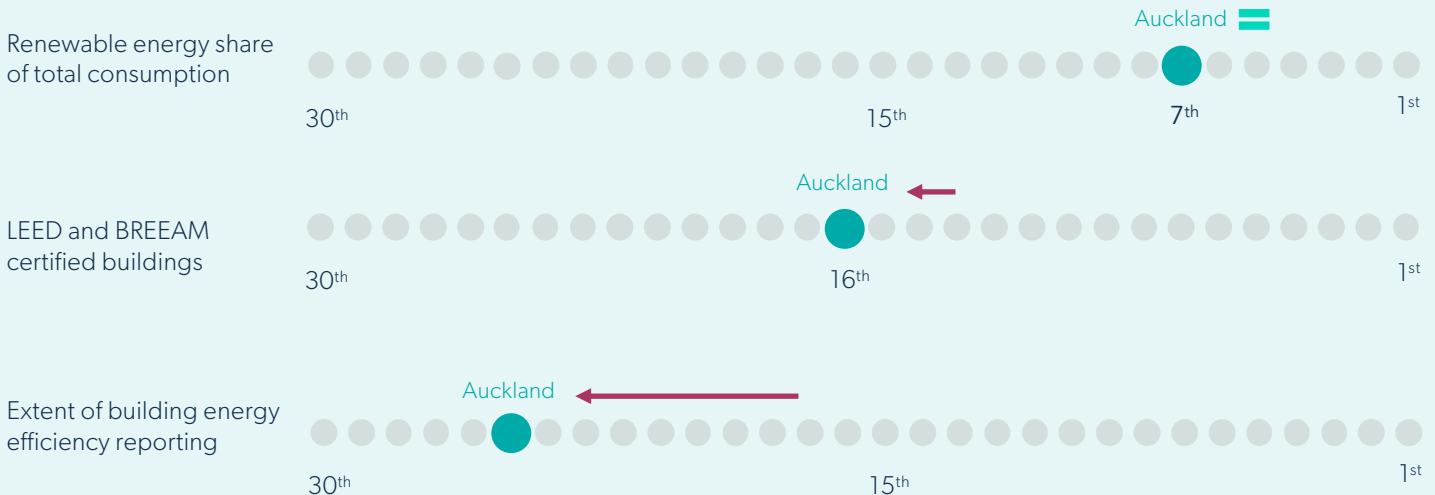 Auckland
Renewable energy share
of total consumption
30th
15th
7th
1st
Auckland
LEED and BREEAM
certified buildings
30th
16th
1st
Auckland
Extent of building energy
efficiency reporting
30th
15th
1st